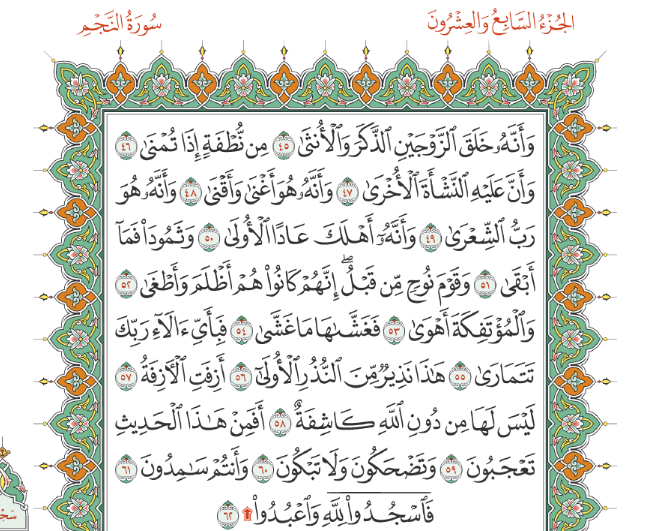 الجُزْءُ السَّابِعُ وَالعِشْرُونَ
سُورَةُ النَّجْمِ
وَأَنَّهُۥ خَلَقَ ٱلزَّوْجَيْنِ ٱلذَّكَرَ وَٱلْأُنثَىٰ ٤٥ مِن نُّطْفَةٍ إِذَا تُمْنَىٰ ٤٦
وَأَنَّ عَلَيْهِ ٱلنَّشْأَةَ ٱلْأُخْرَىٰ ٤٧ وَأَنَّهُۥ هُوَ أَغْنَىٰ وَأَقْنَىٰ ٤٨ وَأَنَّهُۥ هُوَ
رَبُّ ٱلشِّعْرَىٰ ٤٩ وَأَنَّهُۥٓ أَهْلَكَ عَادًا ٱلْأُولَىٰ ٥٠ وَثَمُودَا۟ فَمَآ
أَبْقَىٰ ٥١ وَقَوْمَ نُوحٍ مِّن قَبْلُ ۖ إِنَّهُمْ كَانُوا۟ هُمْ أَظْلَمَ وَأَطْغَىٰ ٥٢
وَٱلْمُؤْتَفِكَةَ أَهْوَىٰ ٥٣ فَغَشَّىٰهَا مَا غَشَّىٰ ٥٤ فَبِأَىِّ ءَالَآءِ رَبِّكَ
تَتَمَارَىٰ ٥٥ هَـٰذَا نَذِيرٌ مِّنَ ٱلنُّذُرِ ٱلْأُولَىٰٓ ٥٦ أَزِفَتِ ٱلْـَٔازِفَةُ ٥٧
لَيْسَ لَهَا مِن دُونِ ٱللَّهِ كَاشِفَةٌ ٥٨ أَفَمِنْ هَـٰذَا ٱلْحَدِيثِ
تَعْجَبُونَ ٥٩ وَتَضْحَكُونَ وَلَا تَبْكُونَ ٦٠ وَأَنتُمْ سَـٰمِدُونَ ٦١
فَٱسْجُدُوا۟ لِلَّهِ وَٱعْبُدُوا۟ ۩ ٦٢